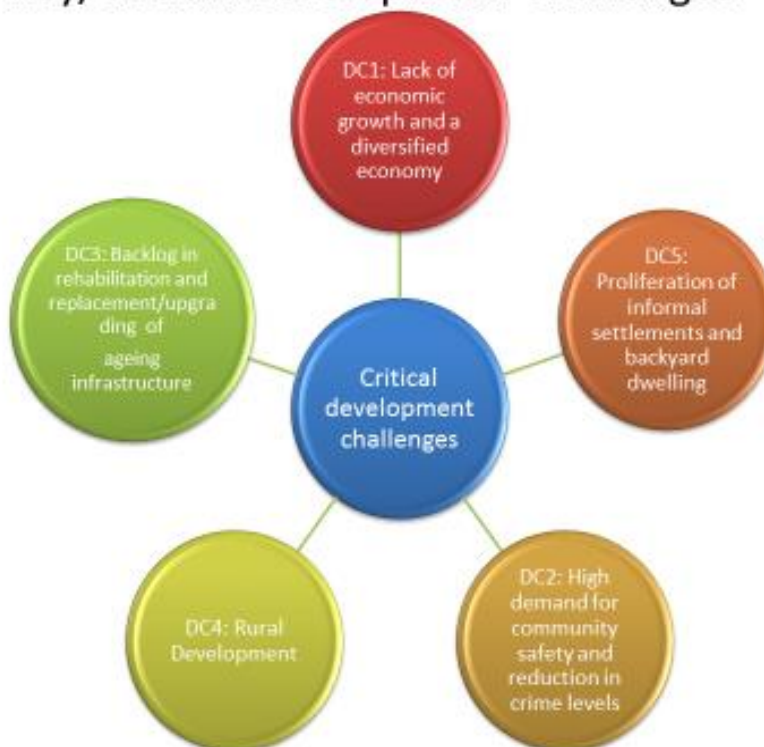 DC1: Lack of
economic
growth and a
diversified
economy
DC3: Backlog in
rehabilitation and
replacement/upgra
ding of
ageing
infrastructure
DC5:
Proliferation of
informal
settlements and
backyard
dwelling
Critical
development
challenges
DC4: Rural
Development
DC2: High
demand for
community
safety and
reduction in
crime levels